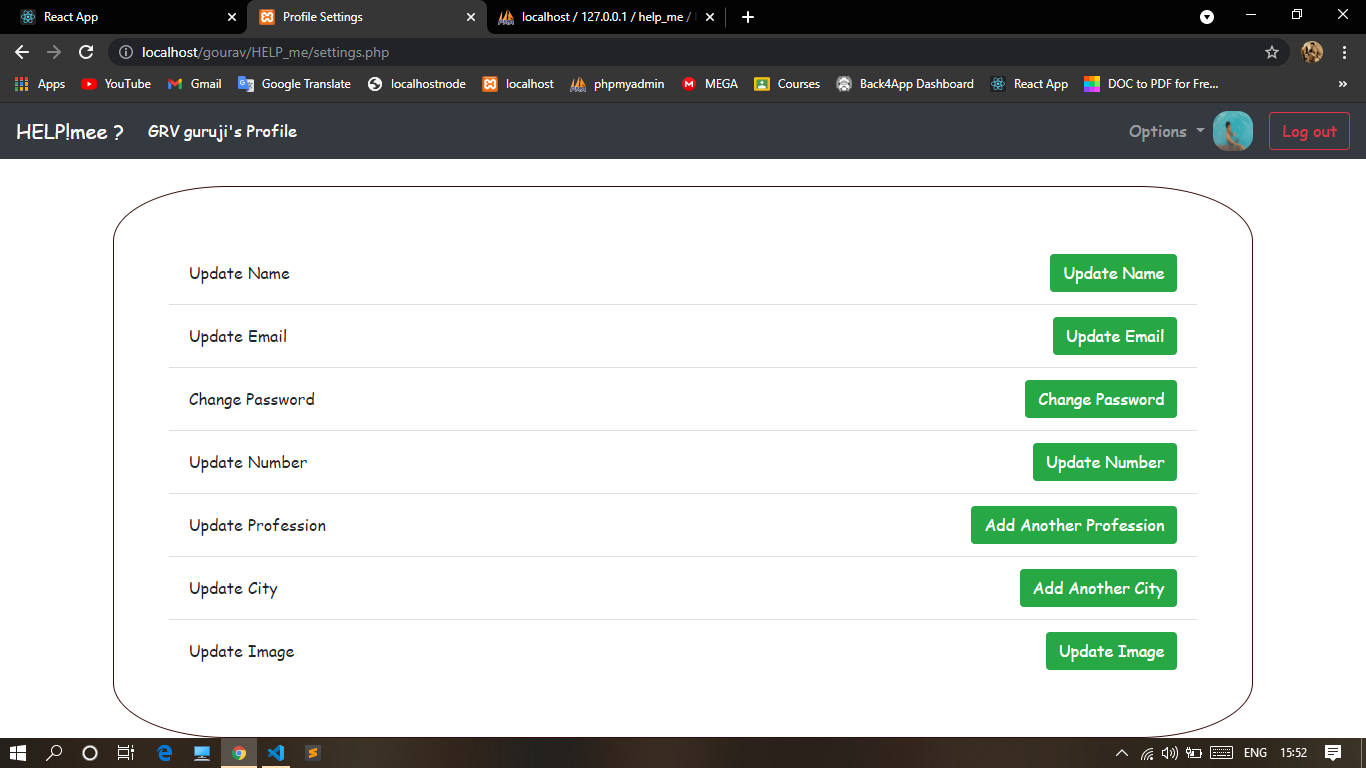 React App
Profile Settings
localhost / 127.0.0.1 / help_me /
localhost/gourav/HELP_me/settings.php
Apps YouTube Gmail Google Translate localhostnode localhost phpmyadmin MEGA Courses Back4App Dashboard React App DOC to PDF for Fre... »
HELP!mee ? GRV guruji's Profile Options Log out
Update Name Update Name
Update Email Update Email
Change Password Change Password
Update Number Update Number
Update Profession Add Another Profession
Update City Add Another City
Update Image Update Image
ENG 15:52